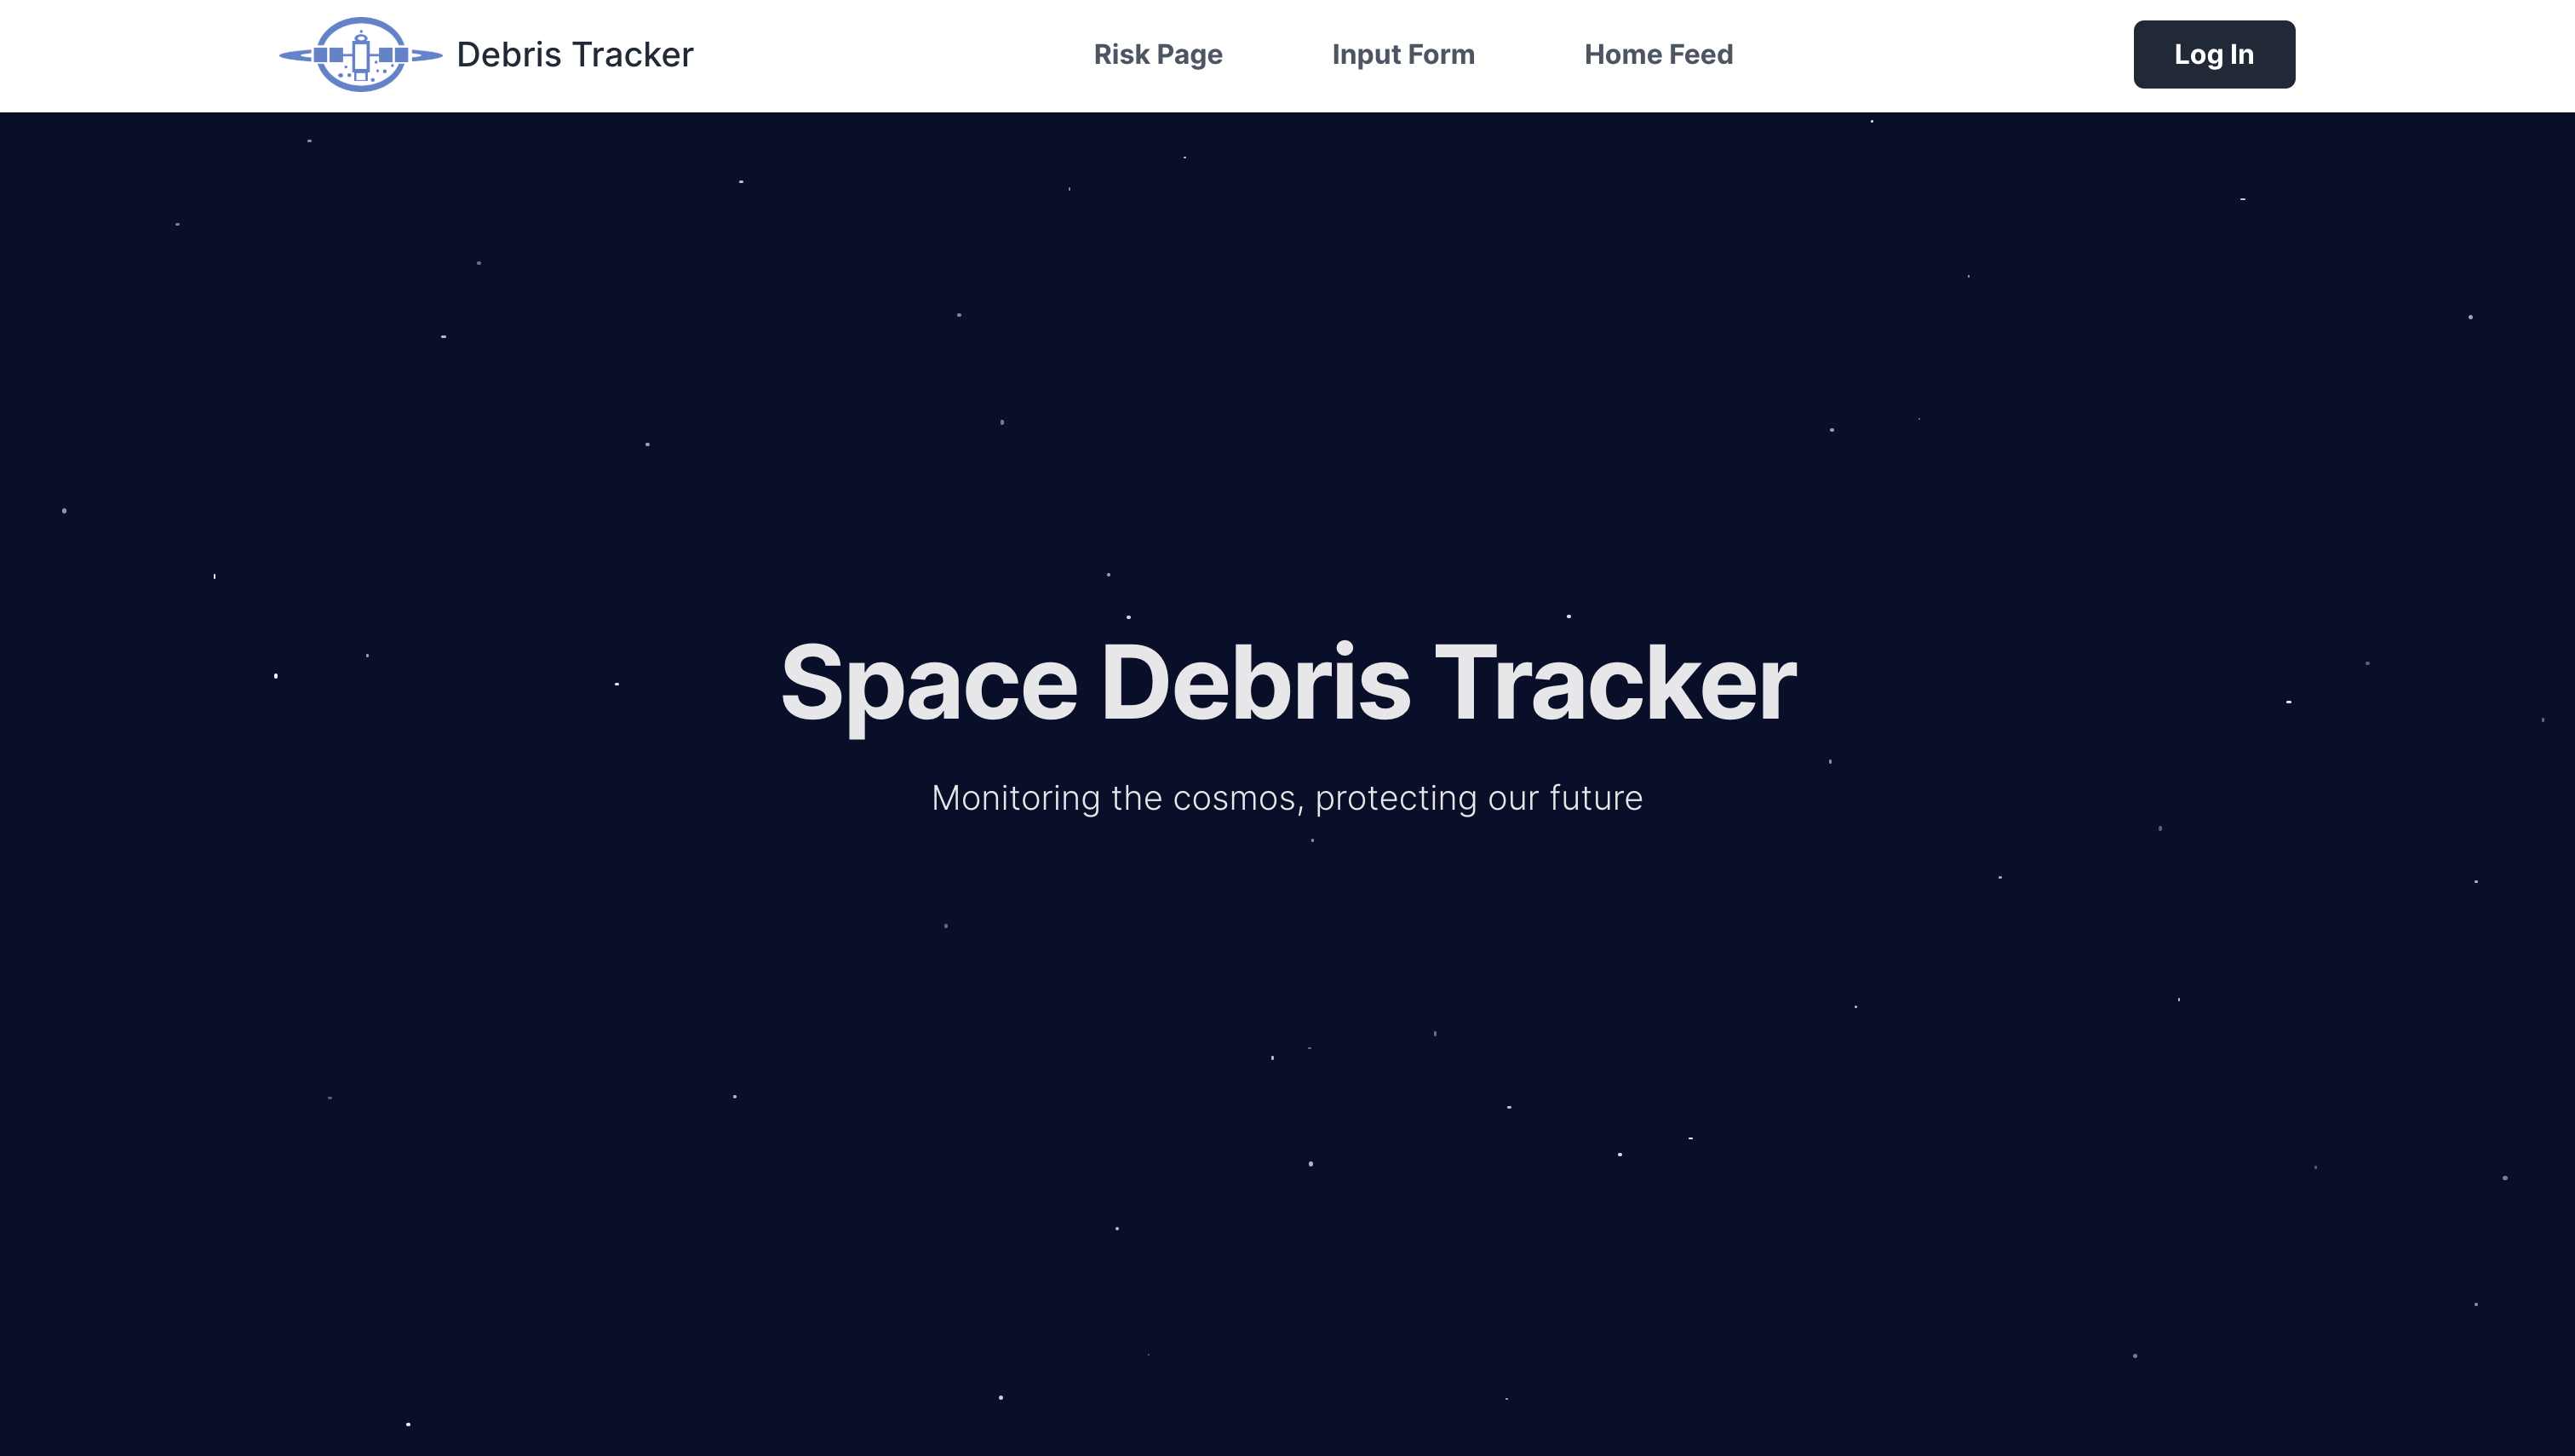 Debris Tracker
Risk Page
Input Form
Home Feed
Log In
Space Debris Tracker
Monitoring the cosmos, protecting our future